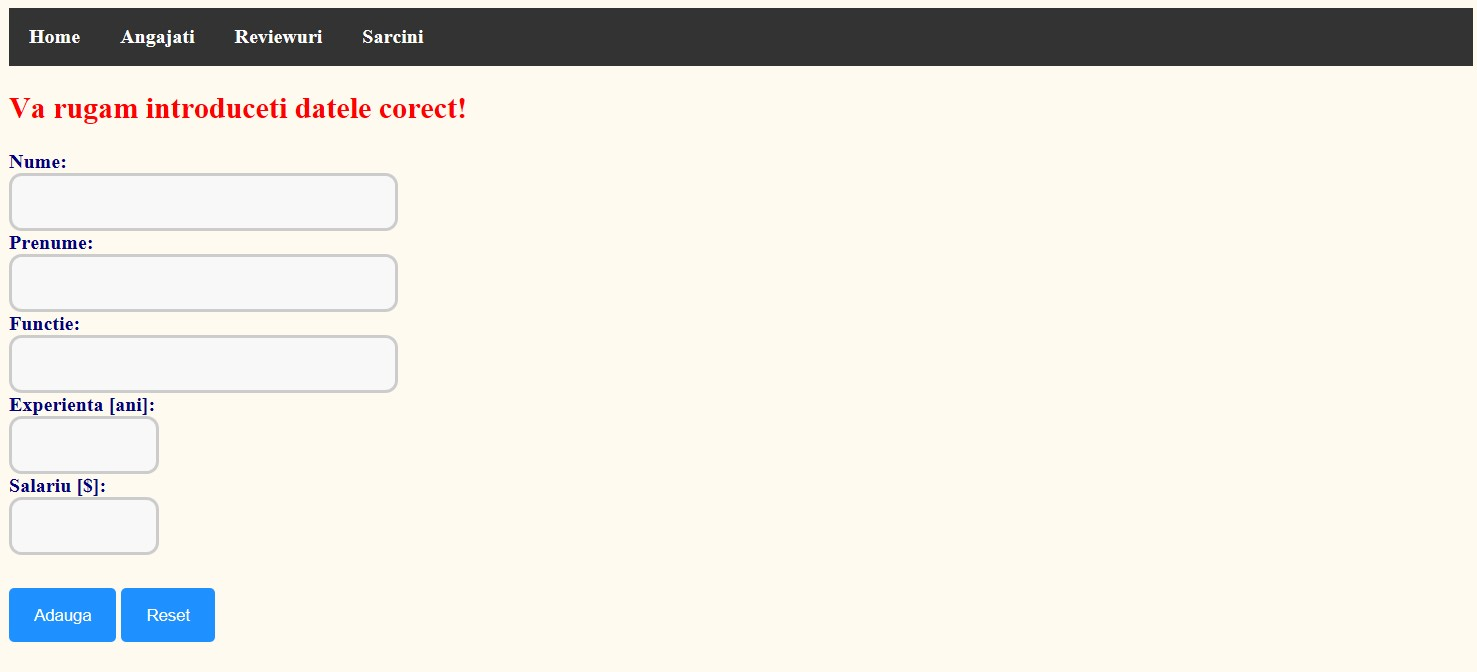 Home Angajati Reviewuri Sarcini
Va rugam introduceti datele corect!
Nume:
Prenume:
Functie:
Experienta [ani]:
Salariu [$]:
Adauga Reset